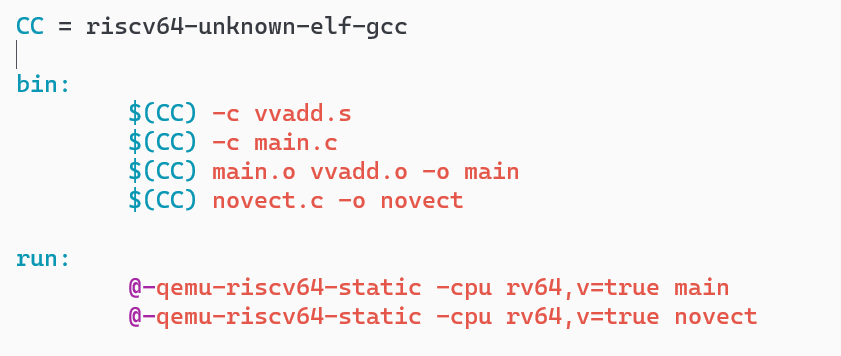 CC = riscv64-unknown-elf-gcc
bin:
$(CC) -c vvadd.s
$(CC) -c main.c
$(CC) main.o vvadd.o -o main
$(CC) novect.c -o novect
run:
@-qemu-riscv64-static -cpu rv64,v=true main
@-qemu-riscv64-static -cpu rv64,v=true novect